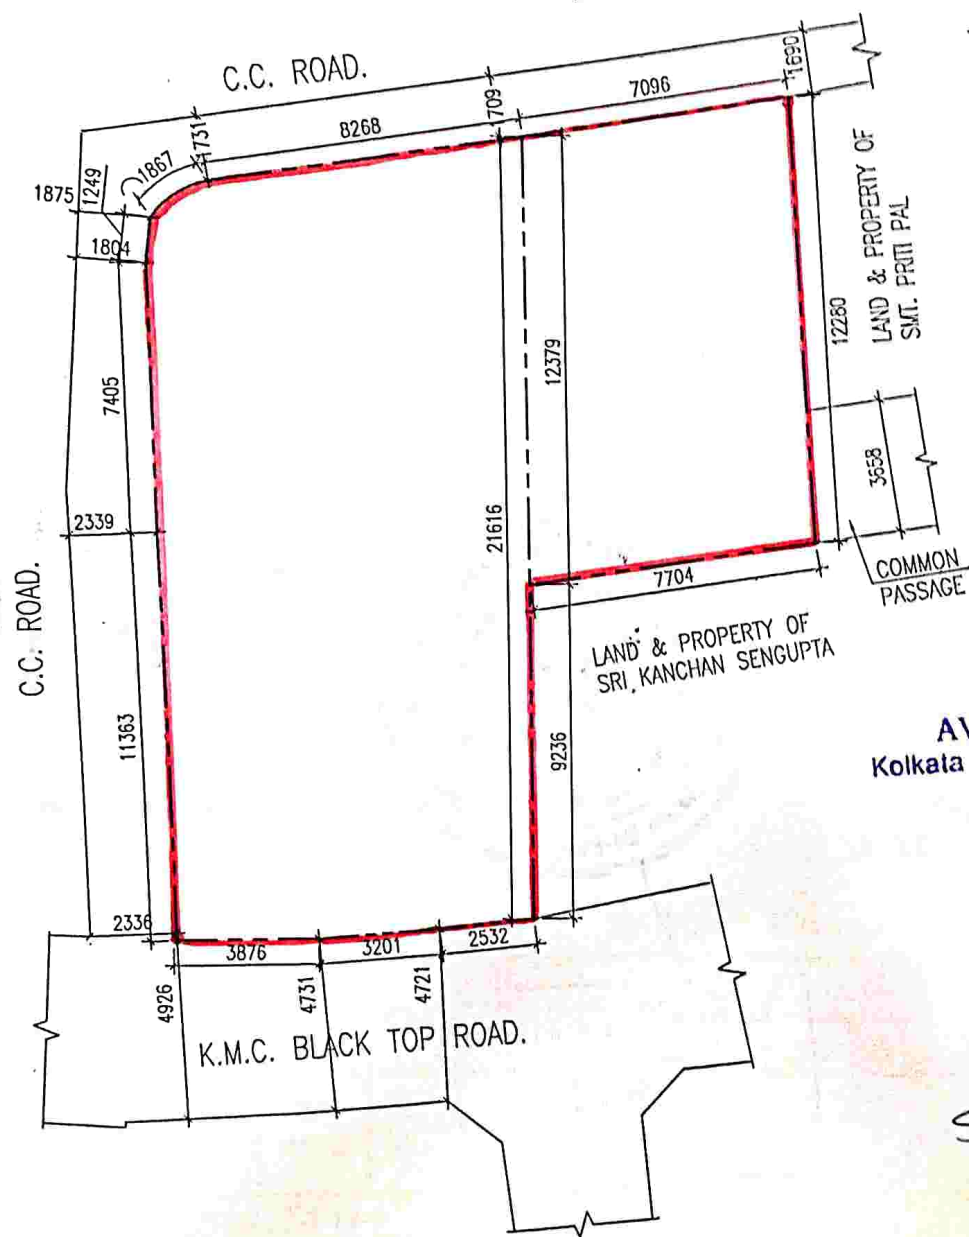 C.C. ROAD.
1690
7096
1709
8268
1731
1867
1249
1875
1804
LAND & PROPERTY OF
SMT. PRITI PAL
12280
12379
7405
3658
21616
2339
COMMON
PASSAGE
7704
C.C. ROAD.
LAND & PROPERTY OF
SRI. KANCHAN SENGUPTA
11363
9236
AV
Kolkata
2336
3876
3201
2532
4926
4731
4721
K.M.C. BLACK TOP ROAD.
S